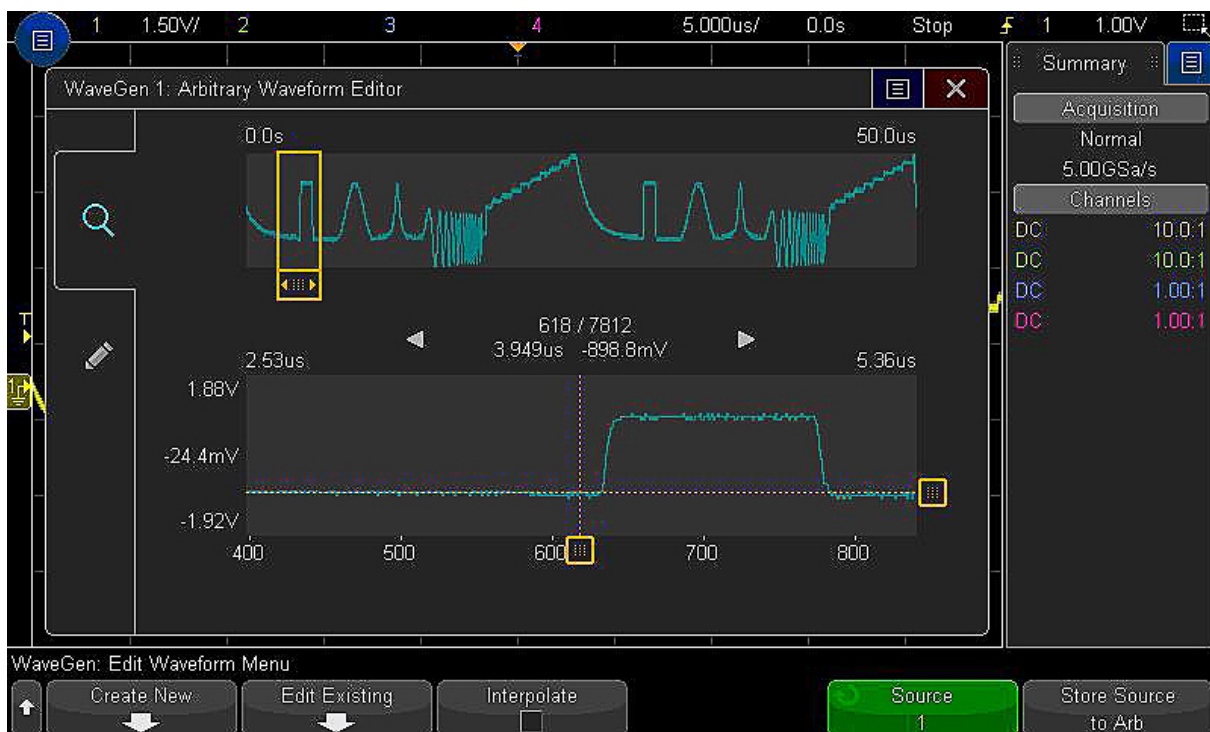 1 1.50V/ 2 3 4 5.000us/ 0.0s Stop 1 1.00V
Summary
WaveGen 1: Arbitrary Waveform Editor
Acquisition
Normal
5.00GSa/s
Channels
DC 10.0:1
DC 10.0:1
DC 1.00:1
DC 1.00:1
0.0s 50.0us
618 / 7812
3.949us -898.8mV
2.53us 5.36us
1.88V
-24.4mV
-1.92V
400 500 600 700 800
T
1
WaveGen: Edit Waveform Menu
Create New
Edit Existing
Interpolate
Source
1
Store Source
to Arb